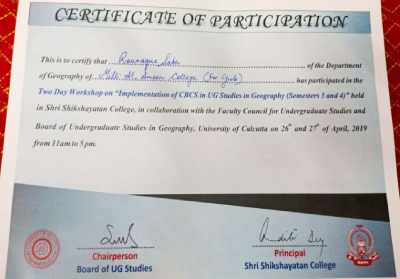 CERTIFICATE OF PARTICIPATION
This is to certify that of the Department
of Geography of Milli Al-Ameen College (For Girls) has participated in the
Two Day Workshop on "Implementation of CBCS in UG Studies in Geography (Semesters 3 and 4)" held
in Shri Shikshayatan College, in collaboration with the Faculty Council for Undergraduate Studies and
Board of Undergraduate Studies in Geography, University of Calcutta on 26th and 27th of April, 2019
from 11am to 5 pm.
Chairperson
Board of UG Studies
Principal
Shri Shikshayatan College